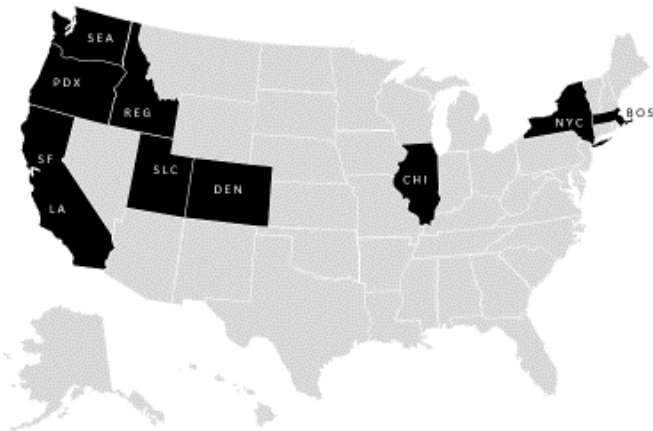 SEA
PDX
REG
SF
LA
SLC
DEN
CHI
NYC
BOS